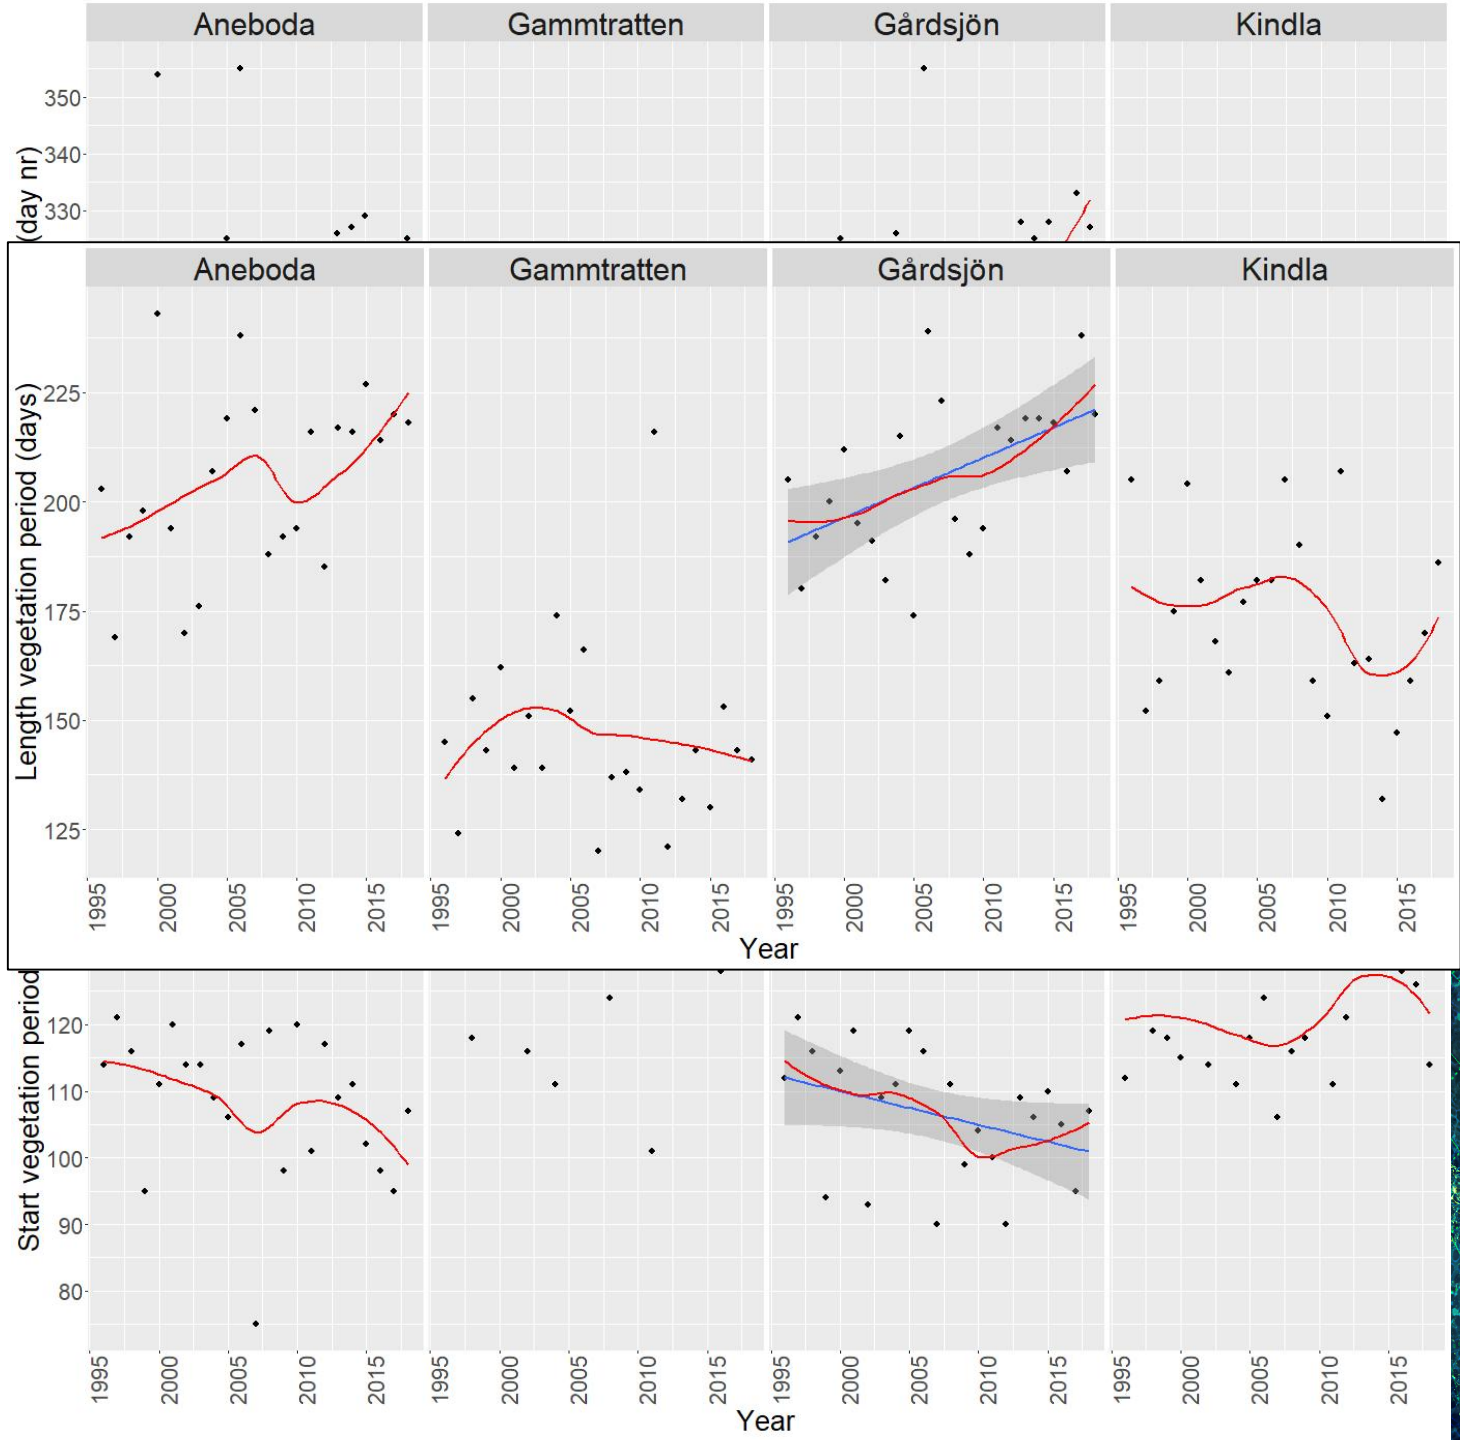 Aneboda Gammtratten Gårdsjön Kindla
(day nr)
350
340
330
Aneboda Gammtratten Gårdsjön Kindla
Length vegetation period (days)
225
200
175
150
125
1995 2000 2005 2010 2015 1995 2000 2005 2010 2015 1995 2000 2005 2010 2015 1995 2000 2005 2010 2015
Year
Start vegetation period
120
110
100
90
80
1995 2000 2005 2010 2015 1995 2000 2005 2010 2015 1995 2000 2005 2010 2015 1995 2000 2005 2010 2015
Year